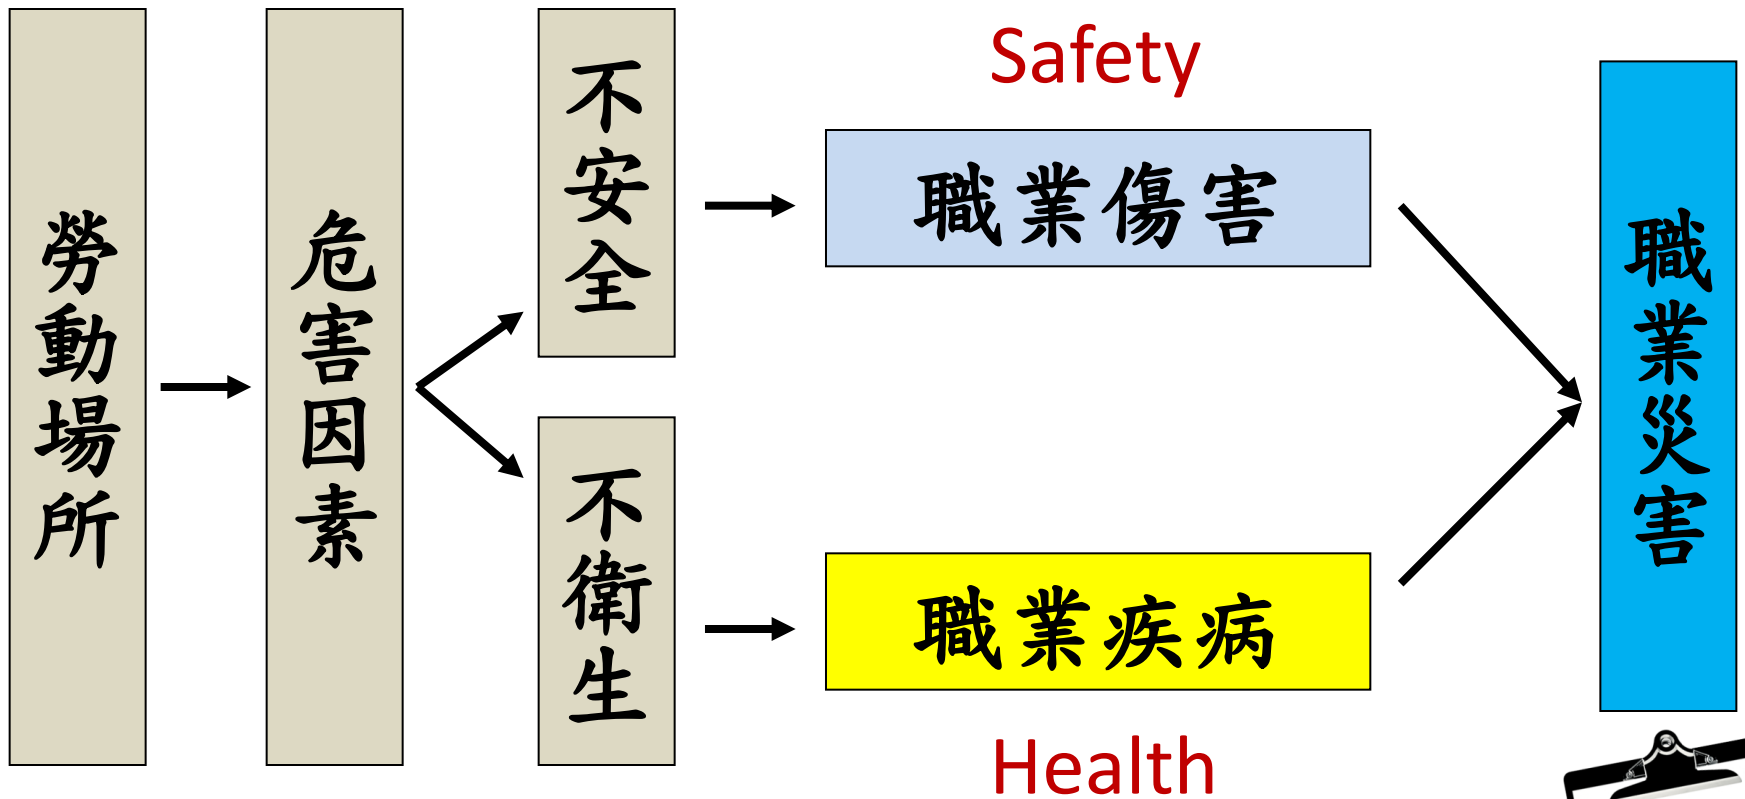 勞動場所
危害因素
不安全
不衛生
Safety
職業傷害
職業疾病
Health
職業災害